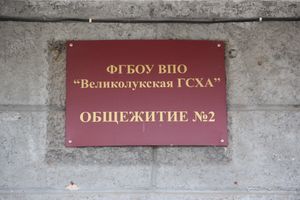 ФГБОУ ВПО
“Великолукская ГСХА”
ОБЩЕЖИТИЕ №2